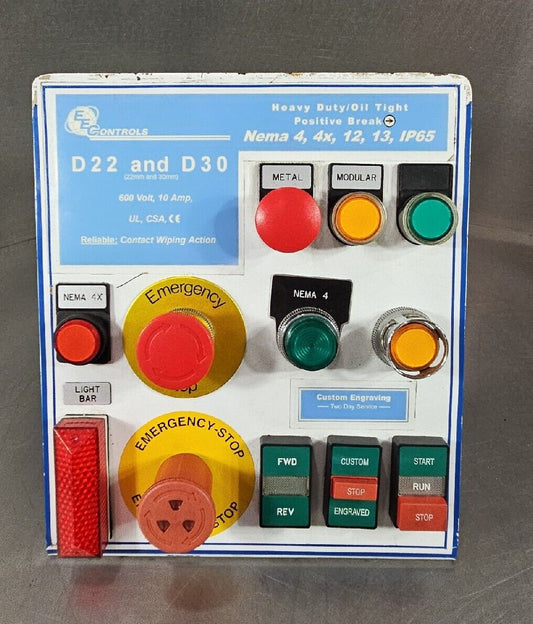 EE CONTROLS
Heavy Duty/Oil Tight
Positive Break
Nema 4, 4x, 12, 13, IP65
D22 and D30
(22mm and 30mm)
600 Volt, 10 Amp,
UL, CSA, CE
Reliable: Contact Wiping Action
METAL
MODULAR
NEMA 4X
Emergency
Stop
NEMA 4
LIGHT
BAR
Custom Engraving
— Two Day Service —
EMERGENCY-STOP
FWD
REV
CUSTOM
STOP
ENGRAVED
START
RUN
STOP